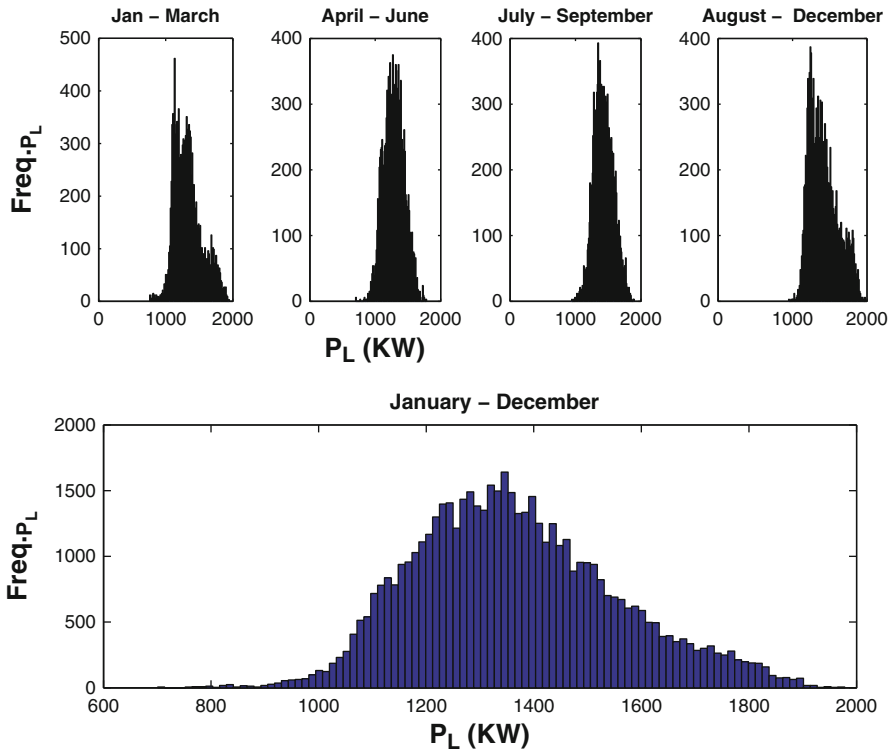 Jan – March
April – June
July – September
August – December
500
400
300
200
100
0
400
300
200
100
0
400
300
200
100
0
400
300
200
100
0
Freq.PL
0 1000 2000
0 1000 2000
0 1000 2000
0 1000 2000
PL (KW)
January – December
2000
1500
1000
500
0
Freq.PL
600 800 1000 1200 1400 1600 1800 2000
PL (KW)